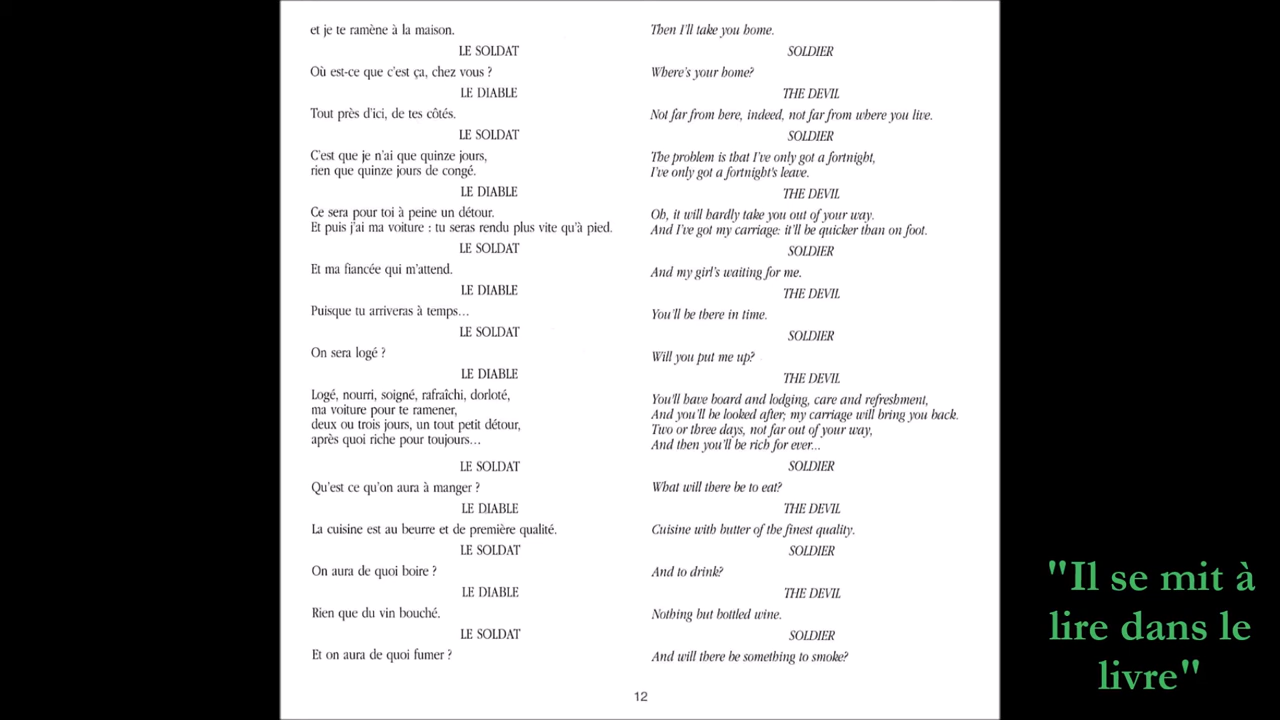 et je te ramène à la maison.
LE SOLDAT
Où est-ce que c'est ça, chez vous ?
LE DIABLE
Tout près d'ici, de tes côtés.
LE SOLDAT
C'est que je n'ai que quinze jours,
rien que quinze jours de congé.
LE DIABLE
Ce sera pour toi à peine un détour.
Et puis j'ai ma voiture : tu seras rendu plus vite qu'à pied.
LE SOLDAT
Et ma fiancée qui m'attend.
LE DIABLE
Puisque tu arriveras à temps...
LE SOLDAT
On sera logé ?
LE DIABLE
Logé, nourri, soigné, rafraîchi, dorloté,
ma voiture pour te ramener,
deux ou trois jours, un tout petit détour,
après quoi riche pour toujours...
LE SOLDAT
Qu'est ce qu'on aura à manger ?
LE DIABLE
La cuisine est au beurre et de première qualité.
LE SOLDAT
On aura de quoi boire ?
LE DIABLE
Rien que du vin bouché.
LE SOLDAT
Et on aura de quoi fumer ?
Then I'll take you home.
SOLDIER
Where's your home?
THE DEVIL
Not far from here, indeed, not far from where you live.
SOLDIER
The problem is that I've only got a fortnight,
I've only got a fortnight's leave.
THE DEVIL
Oh, it will hardly take you out of your way.
And I've got my carriage: it'll be quicker than on foot.
SOLDIER
And my girl's waiting for me.
THE DEVIL
You'll be there in time.
SOLDIER
Will you put me up?
THE DEVIL
You'll have board and lodging, care and refreshment,
And you'll be looked after; my carriage will bring you back.
Two or three days, not far out of your way,
And then you'll be rich for ever...
SOLDIER
What will there be to eat?
THE DEVIL
Cuisine with butter of the finest quality.
SOLDIER
And to drink?
THE DEVIL
Nothing but bottled wine.
SOLDIER
And will there be something to smoke?
12
"Il se mit à
lire dans le
livre"